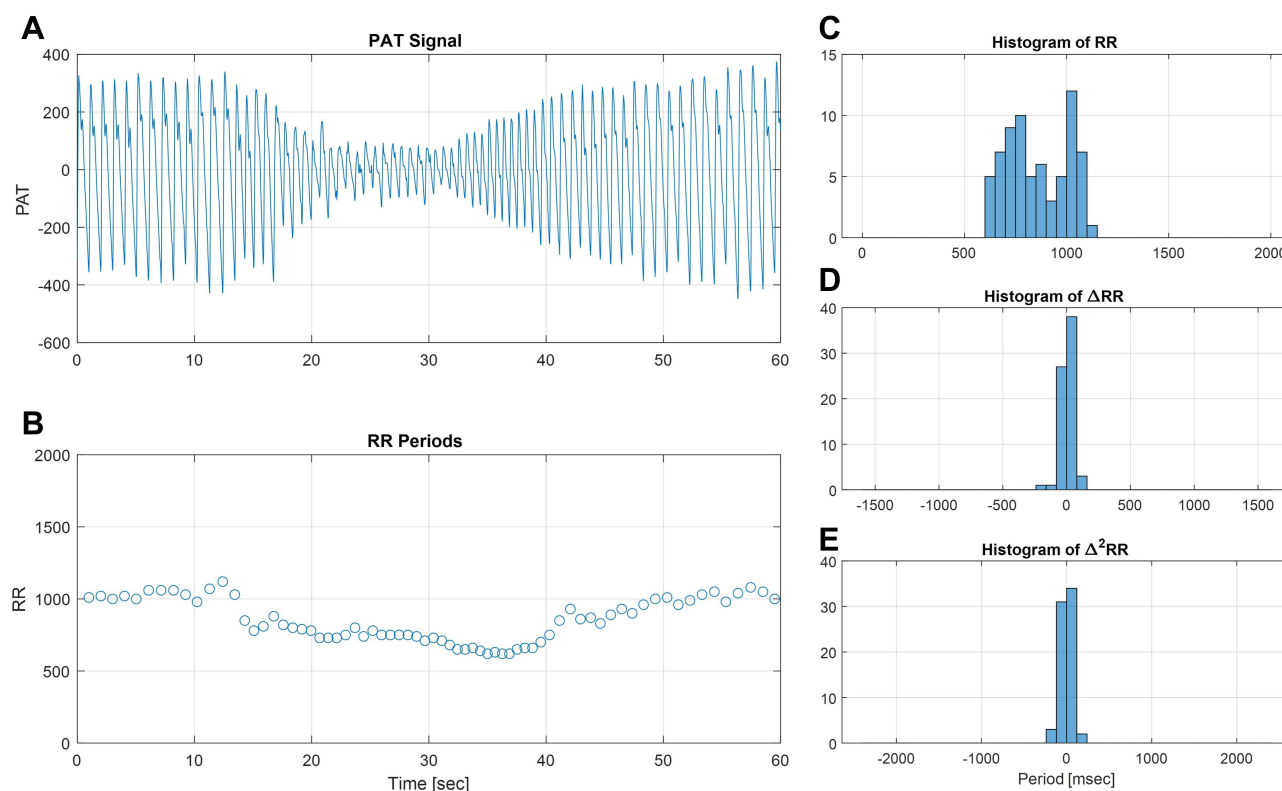 A
PAT Signal
400
200
0
-200
-400
-600
PAT
0 10 20 30 40 50 60
B
RR Periods
2000
1500
1000
500
0
RR
0 10 20 30 40 50 60
Time [sec]
C
Histogram of RR
15
10
5
0
0 500 1000 1500 2000
D
Histogram of ΔRR
40
30
20
10
0
-1500 -1000 -500 0 500 1000 1500
E
Histogram of Δ²RR
40
30
20
10
0
-2000 -1000 0 1000 2000
Period [msec]